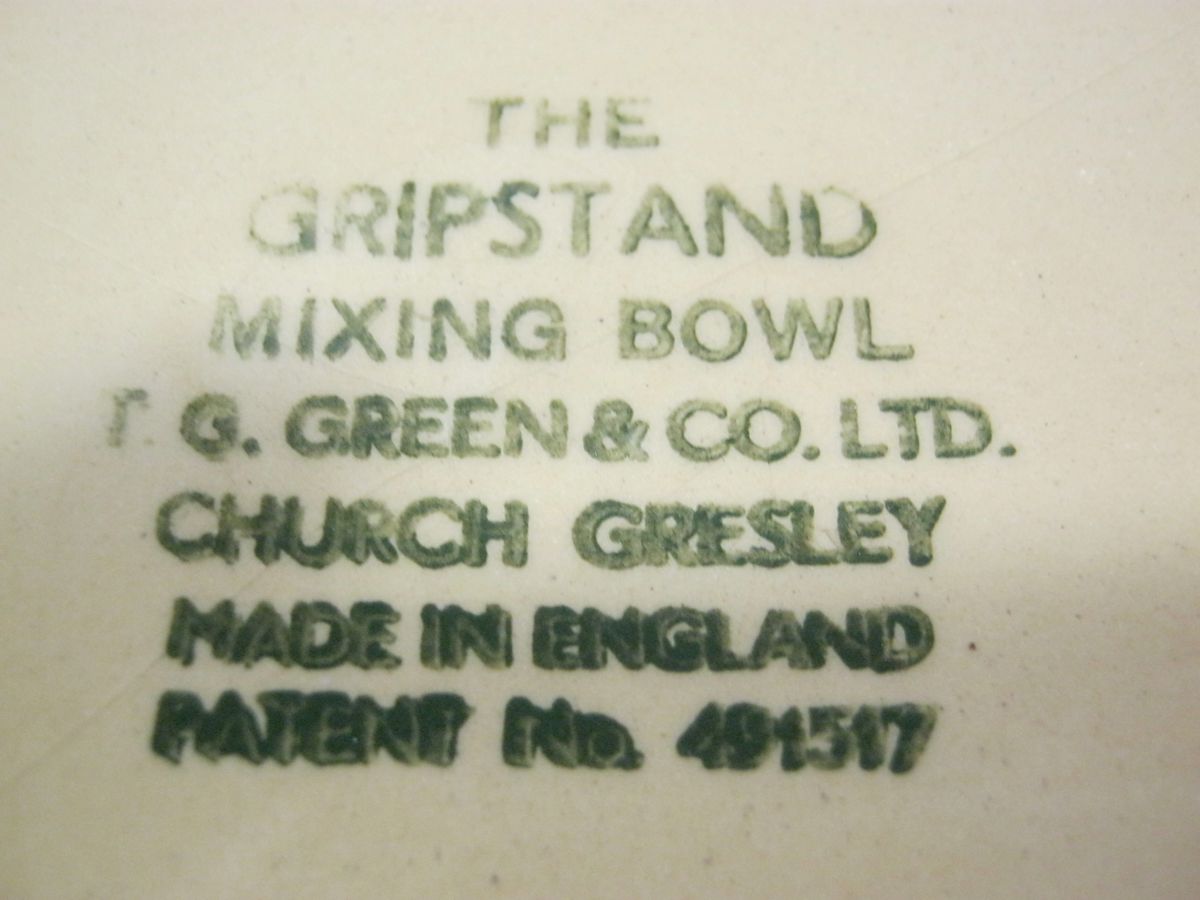 THE
GRIPSTAND
MIXING BOWL
T. G. GREEN & CO. LTD.
CHURCH GRESLEY
MADE IN ENGLAND
PATENT No. 491517